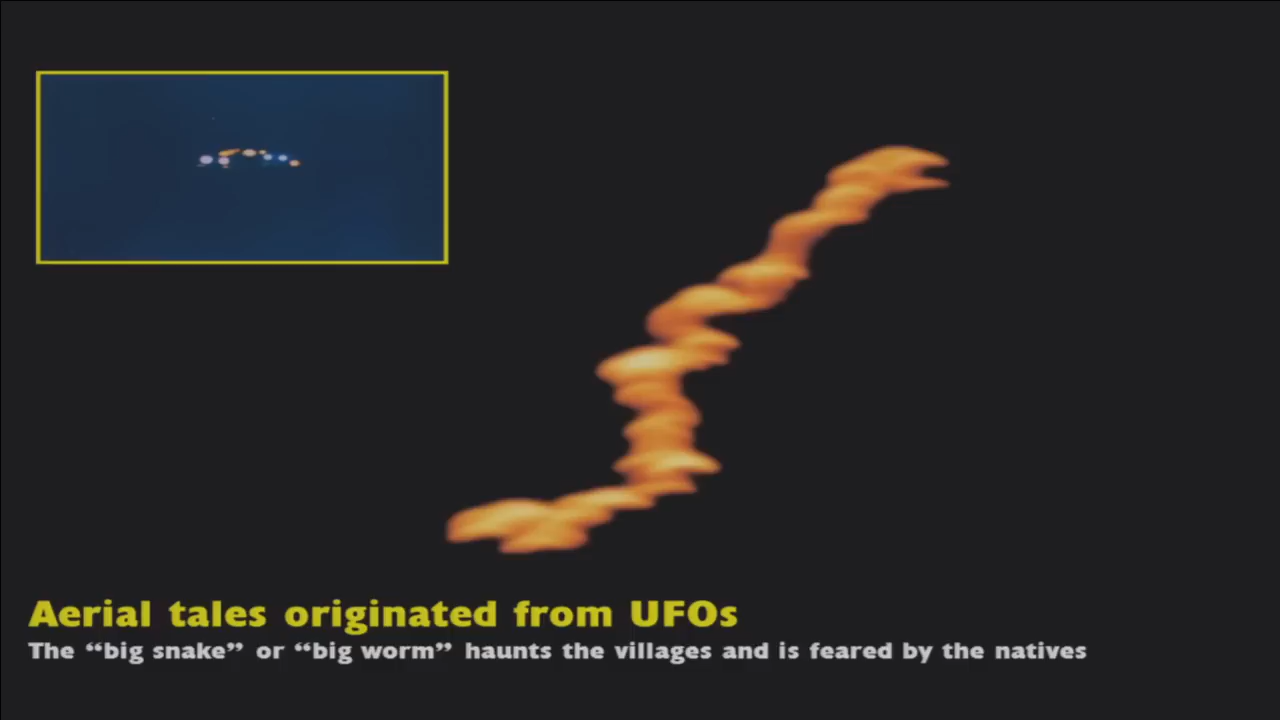 Aerial tales originated from UFOs
The “big snake” or “big worm” haunts the villages and is feared by the natives